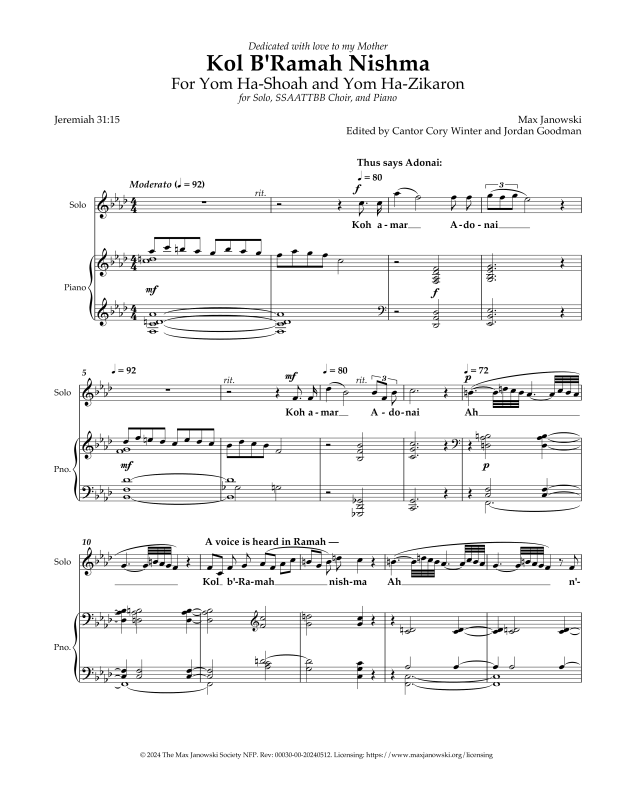 Dedicated with love to my Mother
Kol B'Ramah Nishma
For Yom Ha-Shoah and Yom Ha-Zikaron
for Solo, SSAATTBB Choir, and Piano
Jeremiah 31:15
Max Janowski
Edited by Cantor Cory Winter and Jordan Goodman
Thus says Adonai:
Moderato (♩ = 92)
rit.
♩ = 80
f
Solo
3
Koh a-mar A-do-nai
Piano
mf
f
5
♩ = 92
rit.
mf
♩ = 80
rit.
3
♩ = 72
p
Solo
Koh a-mar A-do-nai Ah
Pno.
mf
p
10
A voice is heard in Ramah —
Solo
Kol b'-Ra-mah nish-ma Ah n'-
Pno.
© 2024 The Max Janowski Society NFP. Rev: 00030-00-20240512. Licensing: https://www.maxjanowski.org/licensing